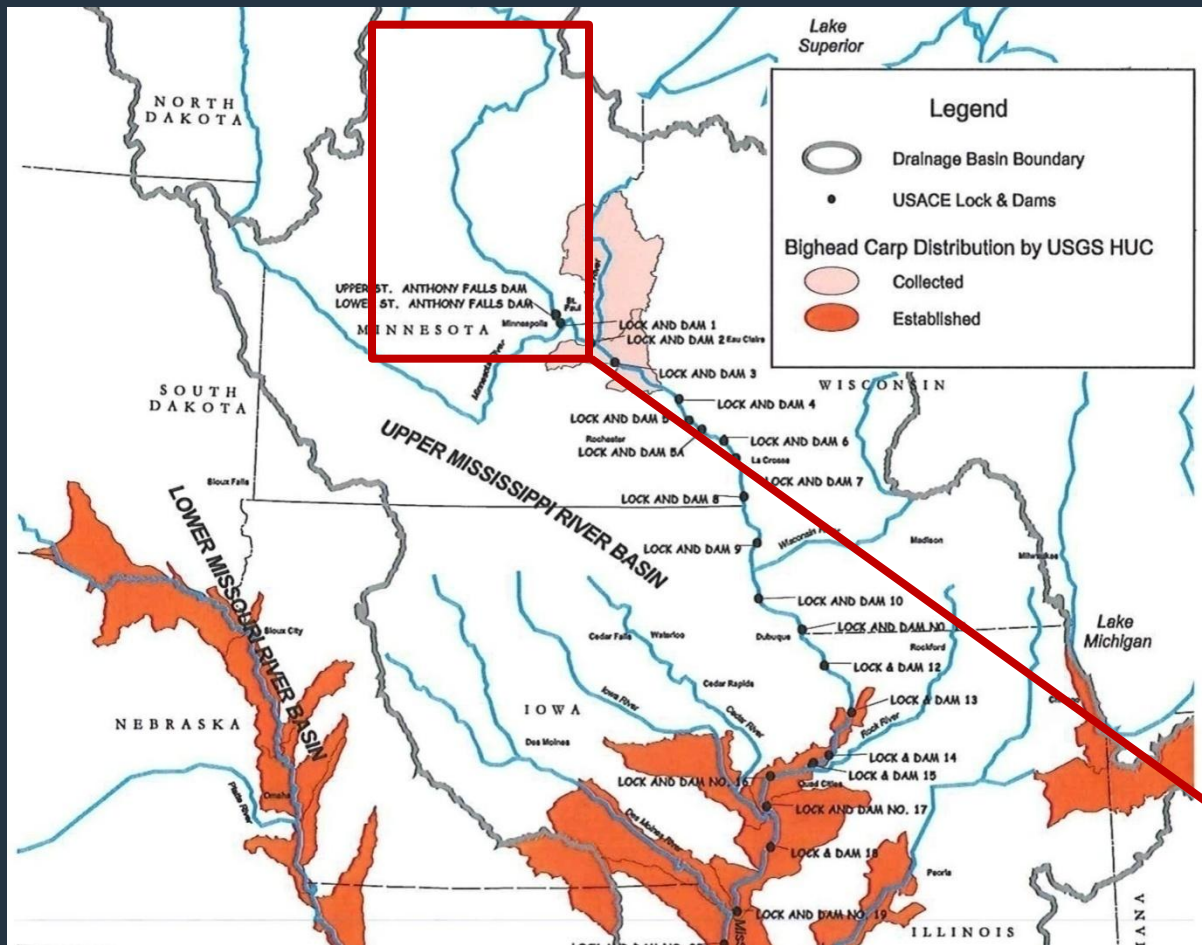 Lake
Superior
NORTH
DAKOTA
Legend
Drainage Basin Boundary
USACE Lock & Dams
Bighead Carp Distribution by USGS HUC
Collected
Established
UPPER ST. ANTHONY FALLS DAM
LOWER ST. ANTHONY FALLS DAM
St.
Paul
River
MINNESOTA
Minneapolis
LOCK AND DAM 1
LOCK AND DAM 2
Eau Claire
LOCK AND DAM 3
Minnesota River
WISCONSIN
SOUTH
DAKOTA
LOCK AND DAM 4
LOCK AND DAM 5
Rochester
LOCK AND DAM 5A
LOCK AND DAM 6
La Crosse
LOCK AND DAM 7
UPPER MISSISSIPPI RIVER BASIN
Sioux Falls
LOCK AND DAM 8
LOWER MISSOURI RIVER BASIN
Wisconsin River
LOCK AND DAM 9
Madison
Milwaukee
LOCK AND DAM 10
Sioux City
Cedar Falls
Waterloo
Dubuque
LOCK AND DAM NO
Lake
Michigan
Rockford
LOCK & DAM 12
Cedar Rapids
Iowa River
Cedar River
LOCK & DAM 13
NEBRASKA
IOWA
Rock River
Des Moines
LOCK & DAM 14
LOCK & DAM 15
LOCK AND DAM NO. 16
Quad Cities
Platte River
Omaha
LOCK AND DAM NO. 17
Des Moines River
LOCK & DAM 18
Peoria
LOCK AND DAM NO. 19
MISS
ILLINOIS
ANA